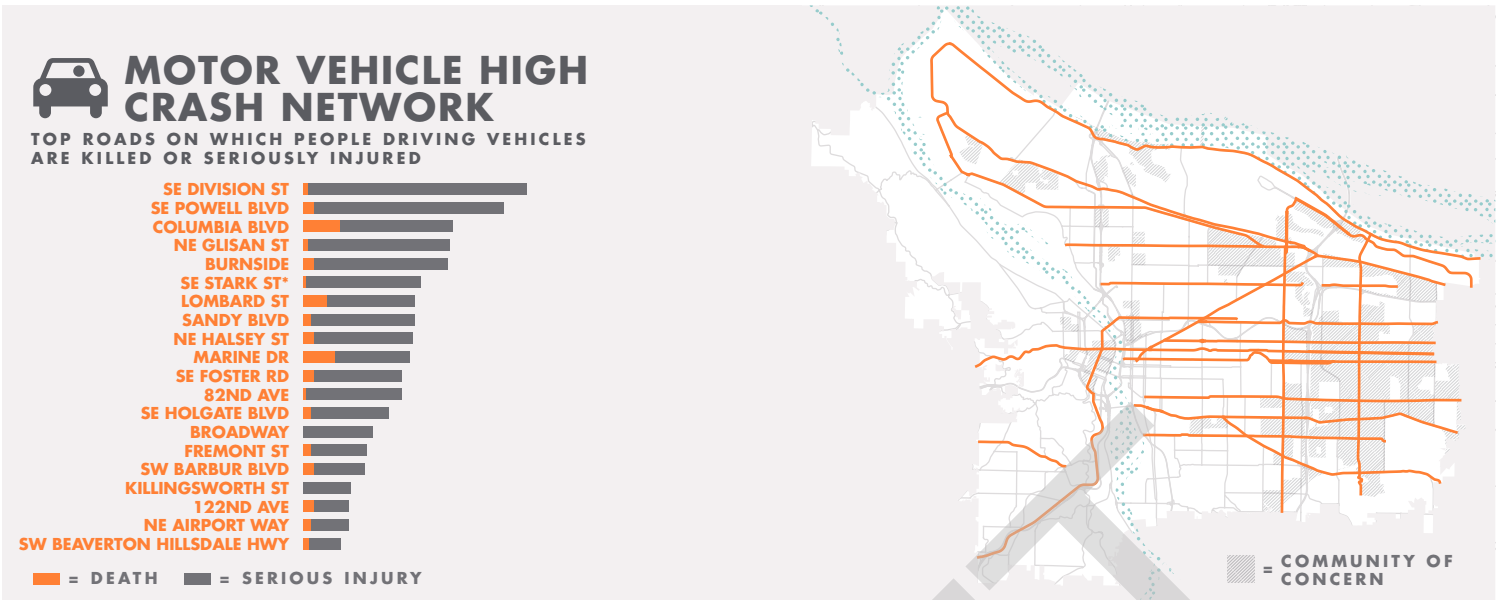 MOTOR VEHICLE HIGH
CRASH NETWORK
TOP ROADS ON WHICH PEOPLE DRIVING VEHICLES
ARE KILLED OR SERIOUSLY INJURED
SE DIVISION ST
SE POWELL BLVD
COLUMBIA BLVD
NE GLISAN ST
BURNSIDE
SE STARK ST*
LOMBARD ST
SANDY BLVD
NE HALSEY ST
MARINE DR
SE FOSTER RD
82ND AVE
SE HOLGATE BLVD
BROADWAY
FREMONT ST
SW BARBUR BLVD
KILLINGSWORTH ST
122ND AVE
NE AIRPORT WAY
SW BEAVERTON HILLSDALE HWY
= DEATH = SERIOUS INJURY
= COMMUNITY OF
CONCERN